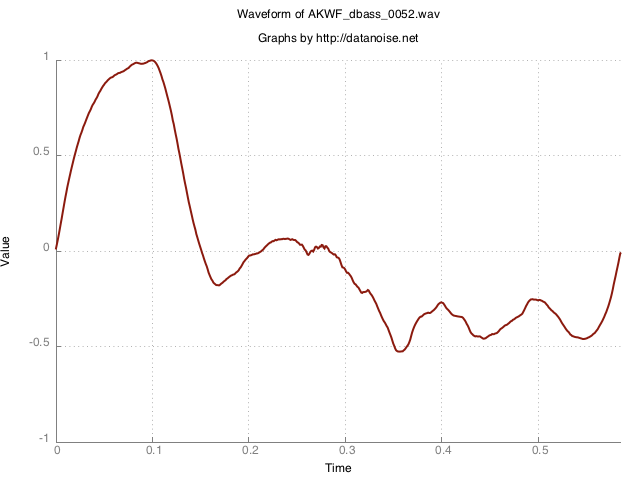 Waveform of AKWF_dbass_0052.wav
Graphs by http://datanoise.net
1
0.5
0
-0.5
-1
Value
0 0.1 0.2 0.3 0.4 0.5
Time